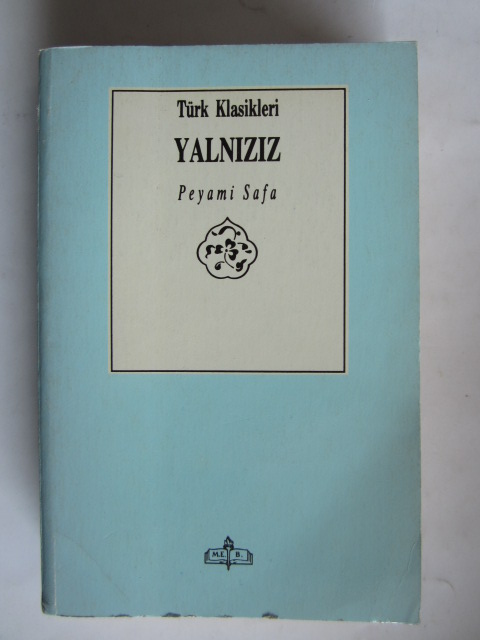 Türk Klasikleri
YALNIZIZ
Peyami Safa
M.E. B.